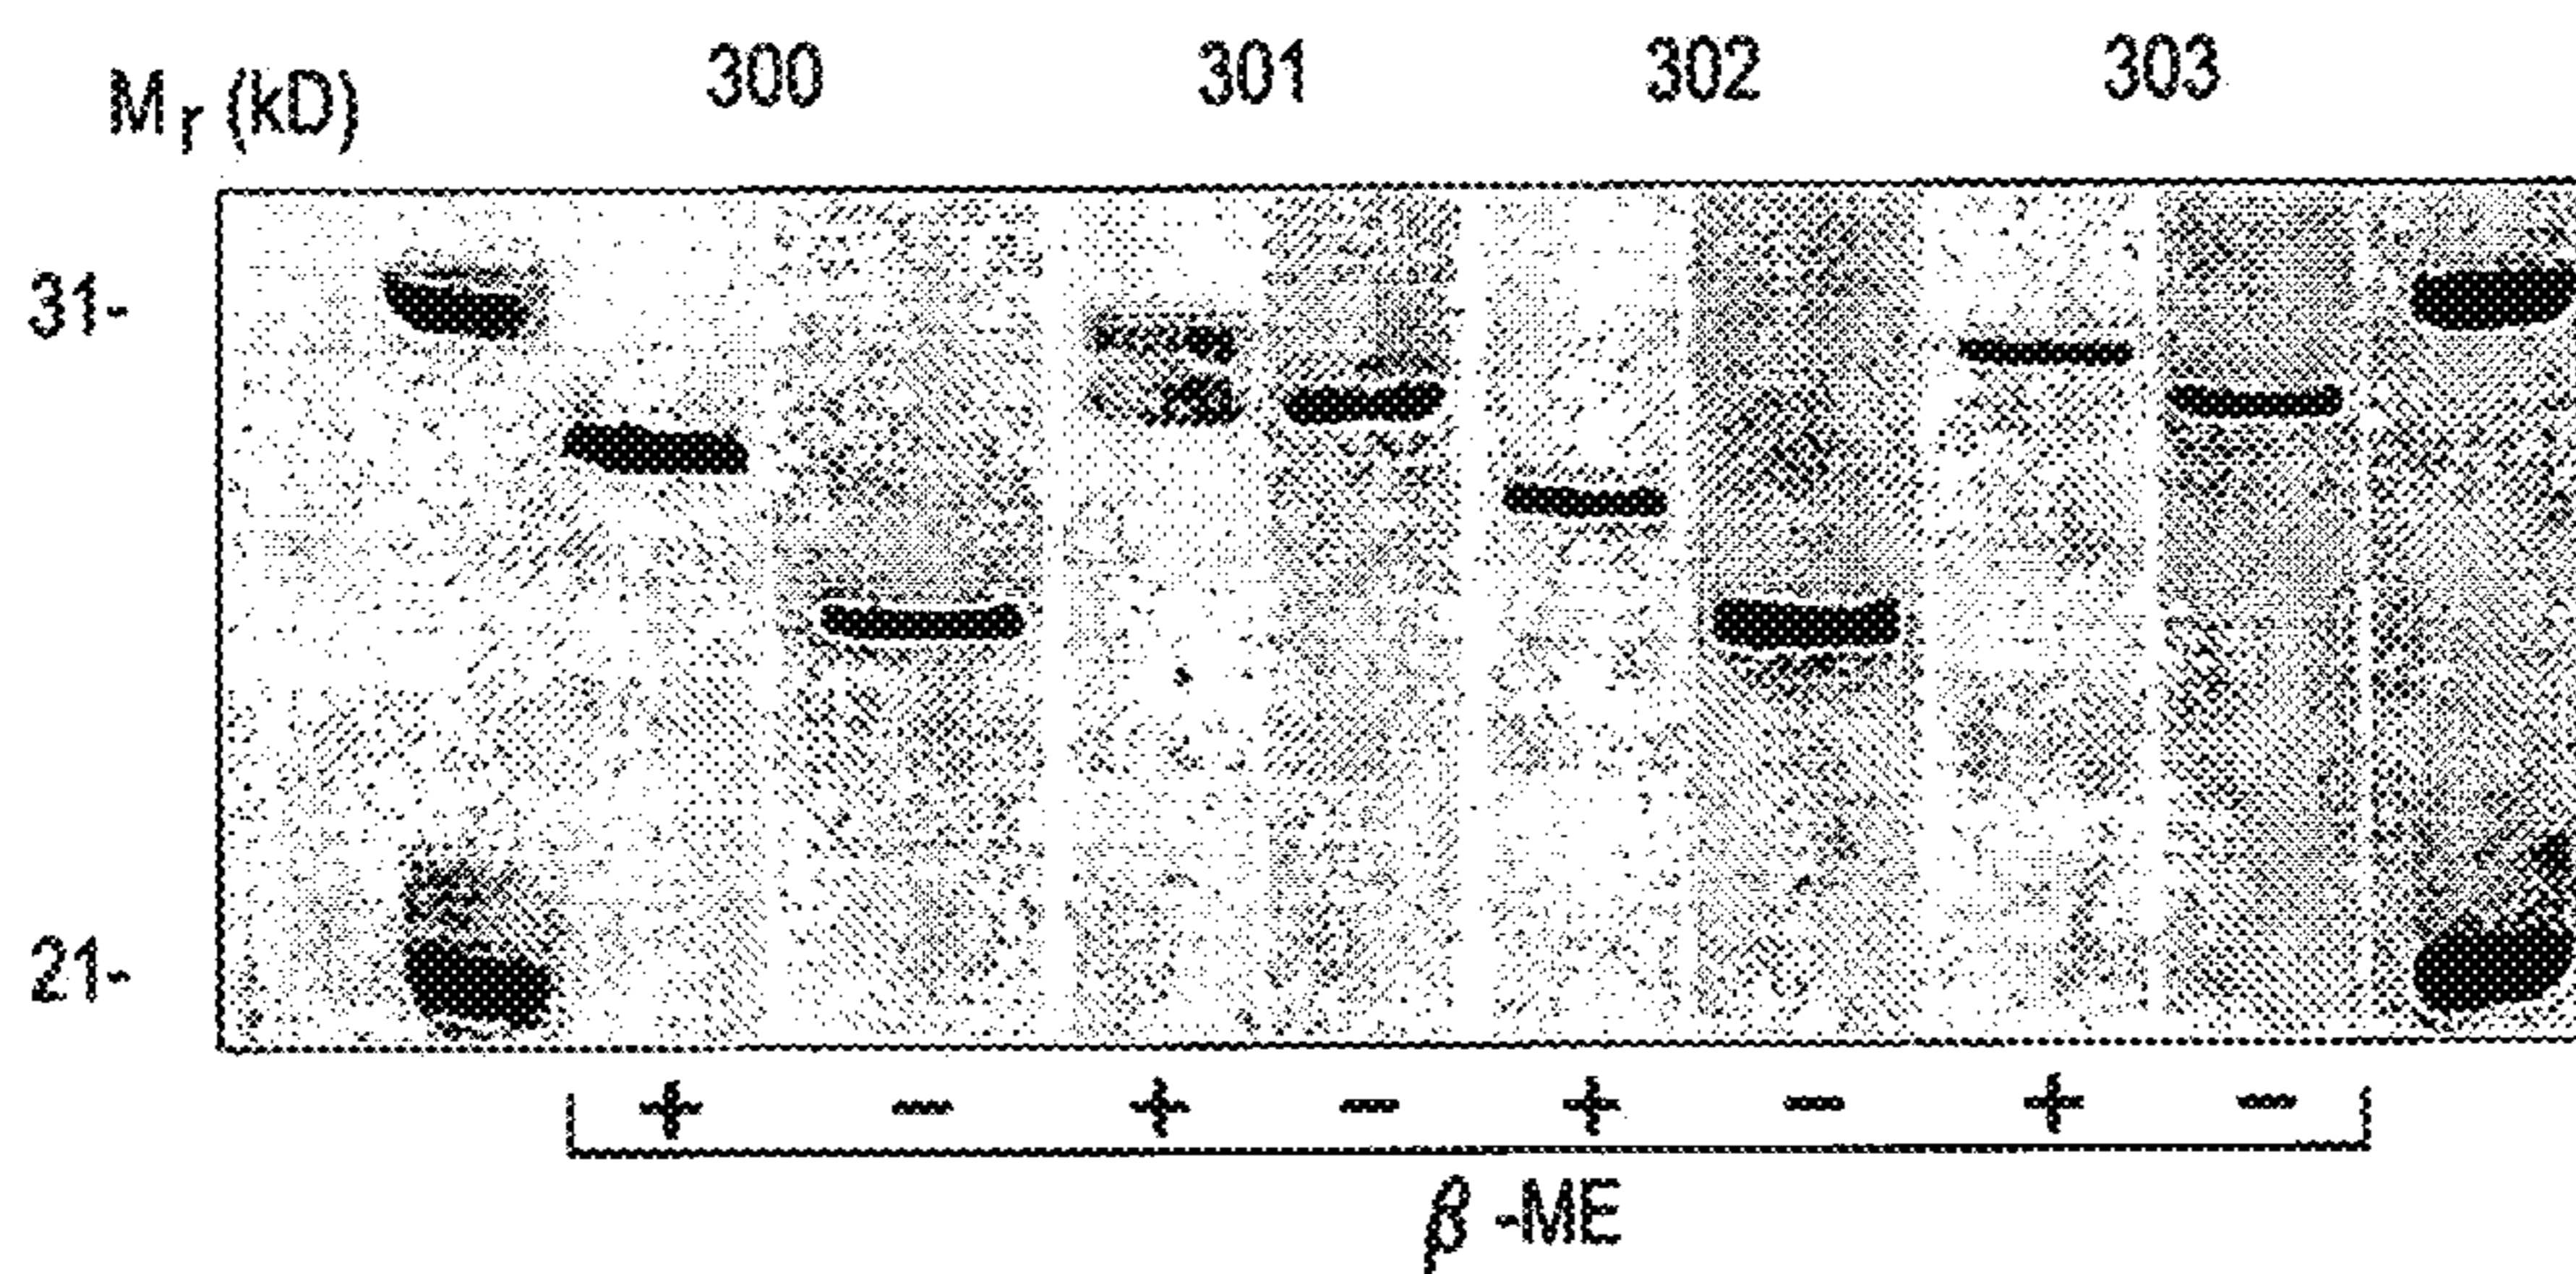 300 301 302 303
Mr (kD)
31-
21-
+ - + - + - + -
β-ME